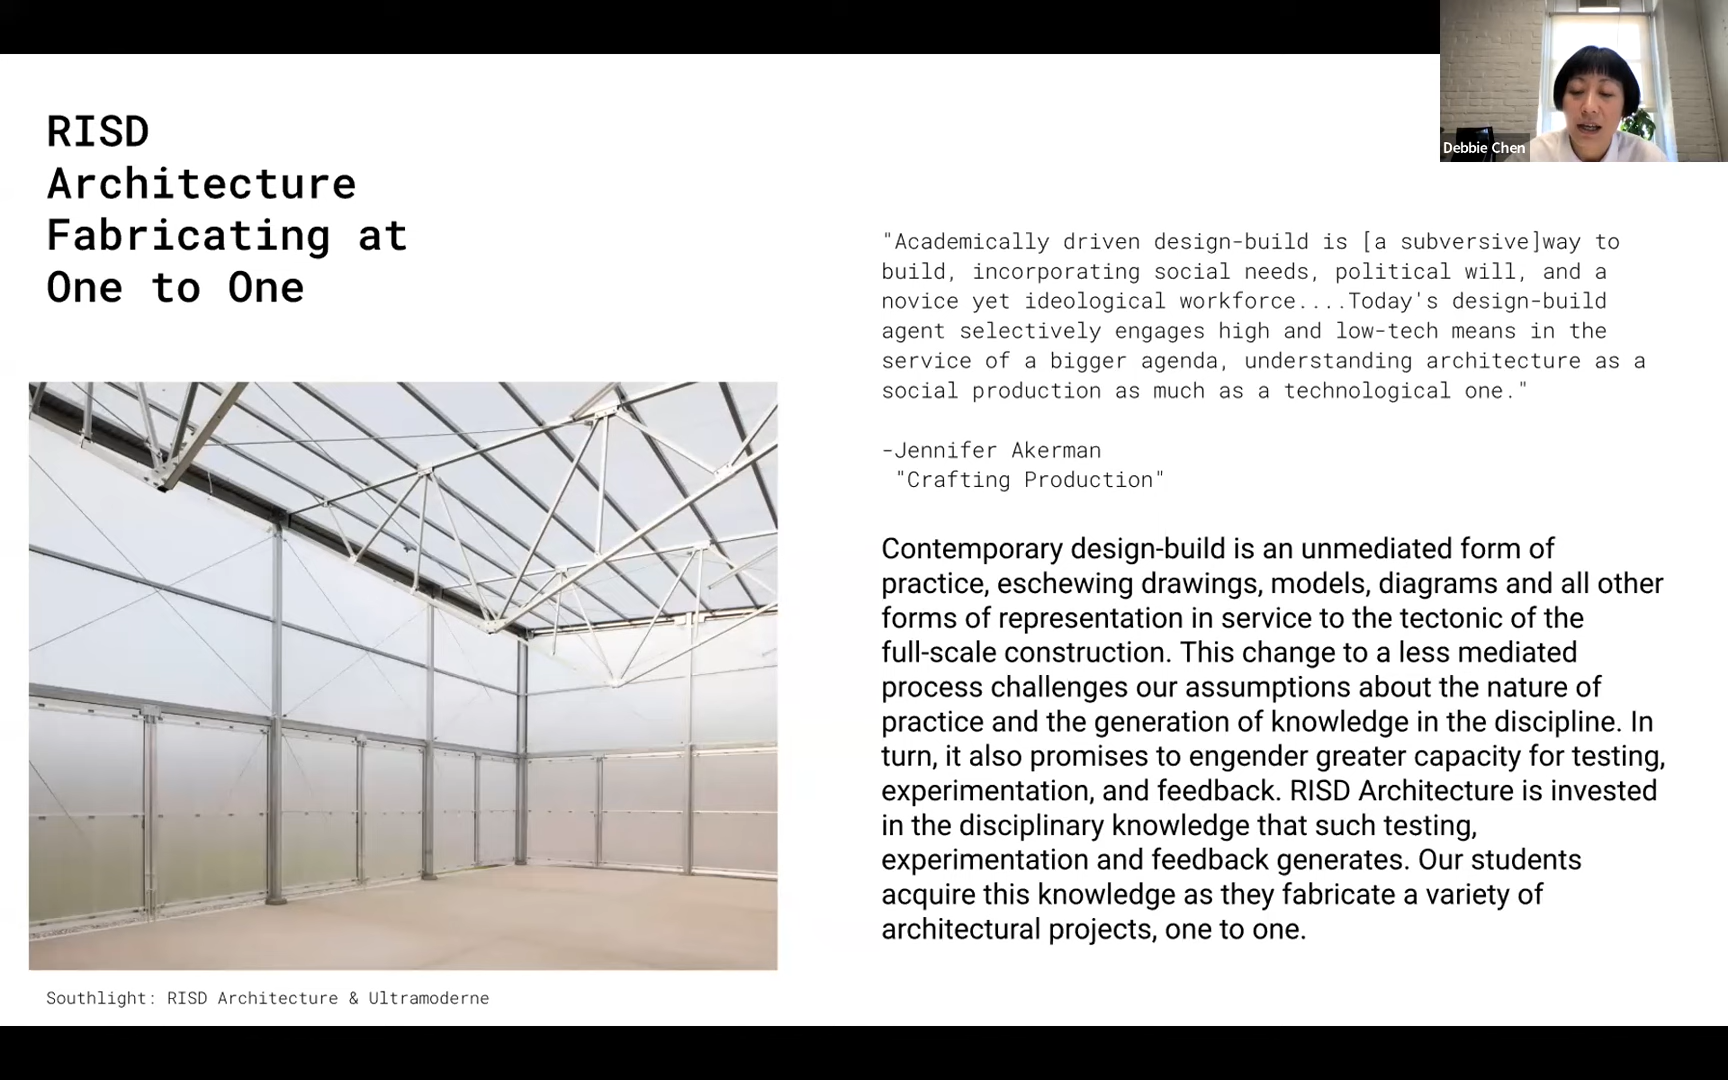 RISD
Architecture
Fabricating at
One to One
Debbie Chen
"Academically driven design-build is [a subversive]way to
build, incorporating social needs, political will, and a
novice yet ideological workforce....Today's design-build
agent selectively engages high and low-tech means in the
service of a bigger agenda, understanding architecture as a
social production as much as a technological one."
-Jennifer Akerman
"Crafting Production"
Contemporary design-build is an unmediated form of
practice, eschewing drawings, models, diagrams and all other
forms of representation in service to the tectonic of the
full-scale construction. This change to a less mediated
process challenges our assumptions about the nature of
practice and the generation of knowledge in the discipline. In
turn, it also promises to engender greater capacity for testing,
experimentation, and feedback. RISD Architecture is invested
in the disciplinary knowledge that such testing,
experimentation and feedback generates. Our students
acquire this knowledge as they fabricate a variety of
architectural projects, one to one.
Southlight: RISD Architecture & Ultramoderne